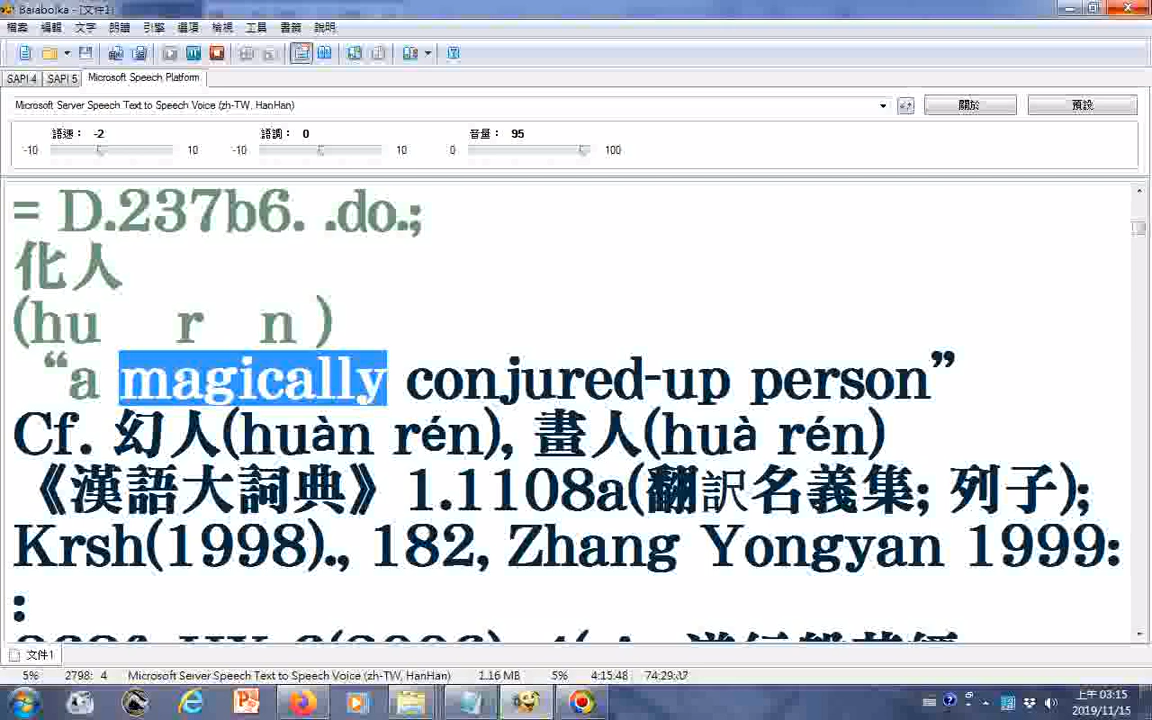 Balabolka - [文件1]
檔案 編輯 文字 朗讀 引擎 選項 檢視 工具 書籤 說明
SAPI 4 SAPI 5 Microsoft Speech Platform
Microsoft Server Speech Text to Speech Voice (zh-TW, HanHan) 關於 預設
語速： -2 語調： 0 音量： 95
-10 10 -10 10 0 100
= D.237b6. .do.;
化人
(hu r n )
“a magically conjured-up person”
Cf. 幻人(huàn rén), 畫人(huà rén)
《漢語大詞典》 1.1108a(翻訳名義集; 列子);
Krsh(1998)., 182, Zhang Yongyan 1999:
:
文件1
5% 2798: 4 Microsoft Server Speech Text to Speech Voice (zh-TW, HanHan) 1.16 MB 5% 4:15:48 74:29:17
上午 03:15
2019/11/15